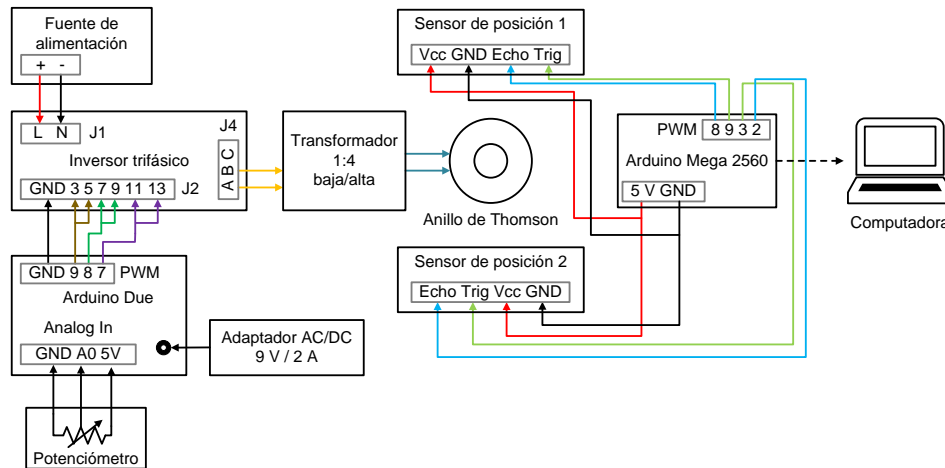 Fuente de
alimentación
+ -
L N J1
J4
Inversor trifásico
A B C
GND 3 5 7 9 11 13 J2
GND 9 8 7 PWM
Arduino Due
Analog In
GND A0 5V
Adaptador AC/DC
9 V / 2 A
Potenciómetro
Transformador
1:4
baja/alta
Anillo de Thomson
Sensor de posición 1
Vcc GND Echo Trig
PWM 8 9 3 2
Arduino Mega 2560
5 V GND
Computadora
Sensor de posición 2
Echo Trig Vcc GND